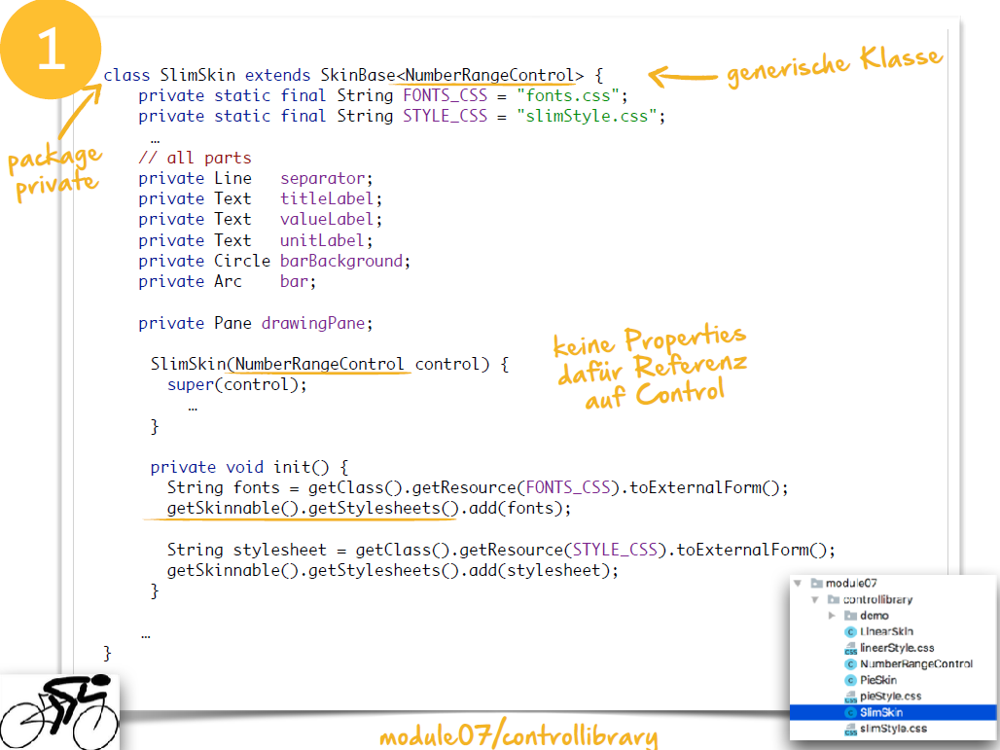 1
class SlimSkin extends SkinBase<NumberRangeControl> {
generische Klasse
private static final String FONTS_CSS = "fonts.css";
private static final String STYLE_CSS = "slimStyle.css";
…
package
private
// all parts
private Line separator;
private Text titleLabel;
private Text valueLabel;
private Text unitLabel;
private Circle barBackground;
private Arc bar;
private Pane drawingPane;
keine Properties
dafür Referenz
auf Control
SlimSkin(NumberRangeControl control) {
super(control);
…
}
private void init() {
String fonts = getClass().getResource(FONTS_CSS).toExternalForm();
getSkinnable().getStylesheets().add(fonts);
String stylesheet = getClass().getResource(STYLE_CSS).toExternalForm();
getSkinnable().getStylesheets().add(stylesheet);
}
…
}
module07
controllibrary
demo
LinearSkin
linearStyle.css
NumberRangeControl
PieSkin
pieStyle.css
SlimSkin
slimStyle.css
module07/controllibrary